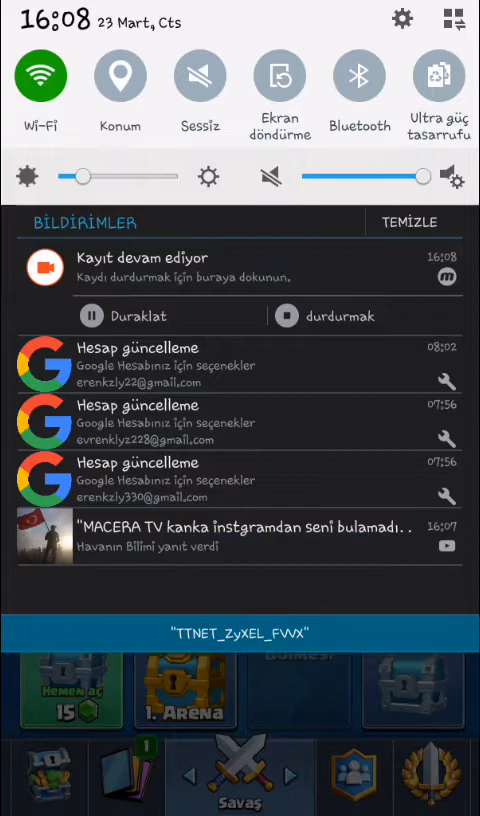 16:08 23 Mart, Cts
Wi-Fi
Konum
Sessiz
Ekran döndürme
Bluetooth
Ultra güç tasarrufu
BİLDİRİMLER
TEMİZLE
Kayıt devam ediyor
16:08
Kaydı durdurmak için buraya dokunun.
Duraklat
durdurmak
Hesap güncelleme
08:02
Google Hesabınız için seçenekler
erenkzly22@gmail.com
Hesap güncelleme
07:56
Google Hesabınız için seçenekler
evrenklyz228@gmail.com
Hesap güncelleme
07:56
Google Hesabınız için seçenekler
erenkzly330@gmail.com
"MACERA TV kanka instgramdan seni bulamadı. .
16:07
Havanın Bilimi yanıt verdi
"TTNET_ZyXEL_FVVX"
Hemen aç
15
1. Arena
1
Savaş